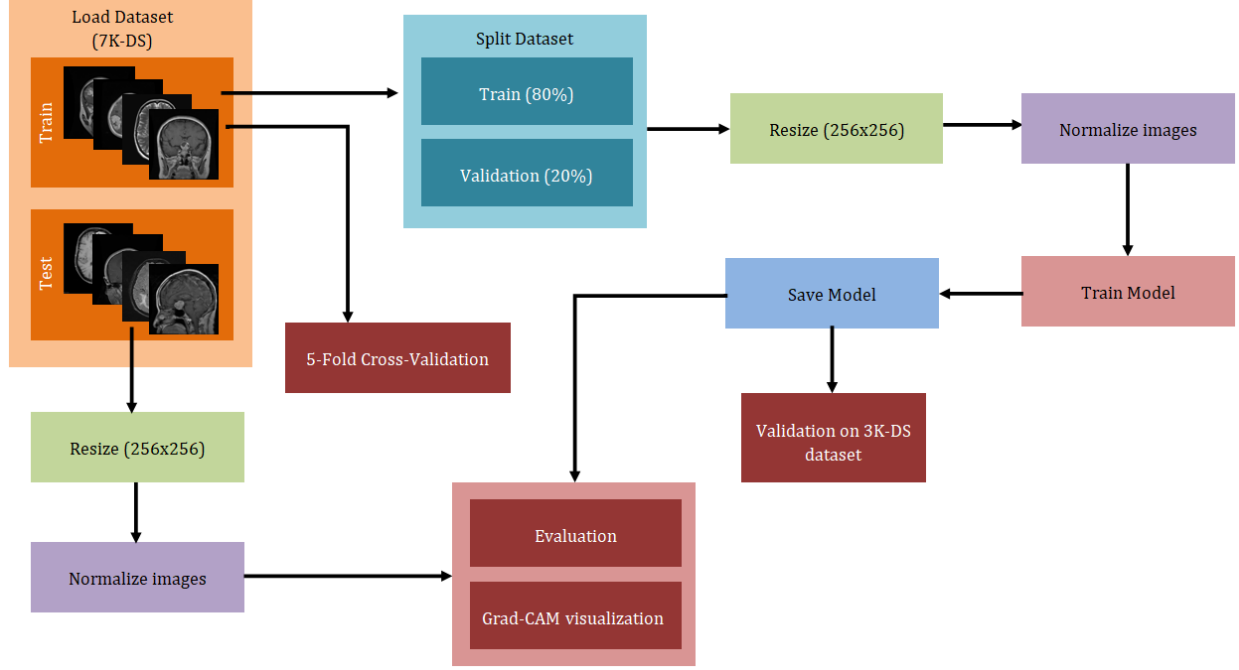 Load Dataset
(7K-DS)
Train
Test
Split Dataset
Train (80%)
Validation (20%)
Resize (256x256)
Normalize images
Train Model
Save Model
5-Fold Cross-Validation
Validation on 3K-DS
dataset
Resize (256x256)
Normalize images
Evaluation
Grad-CAM visualization